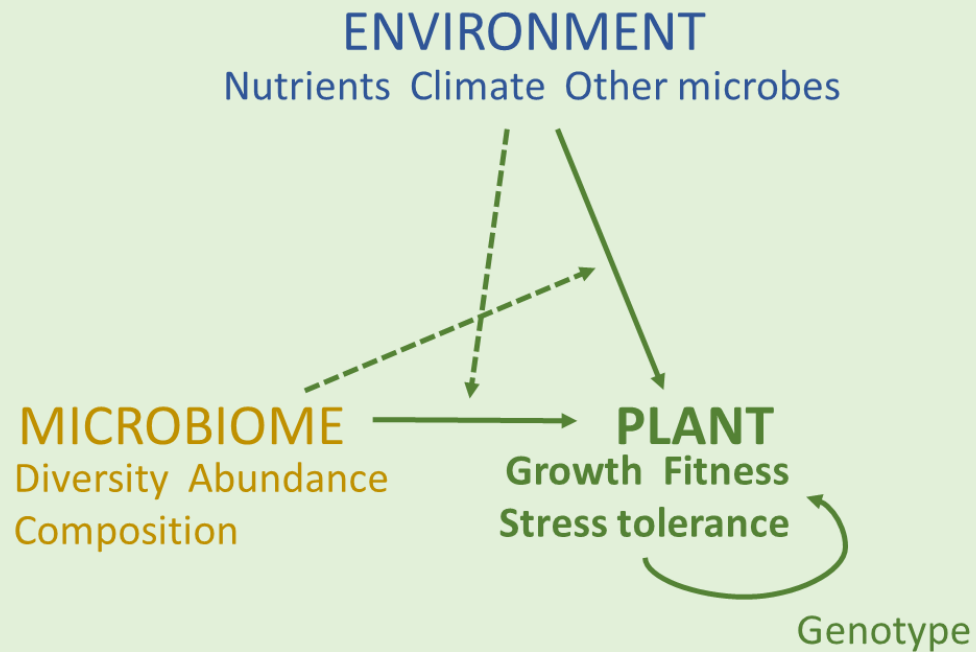 ENVIRONMENT
Nutrients Climate Other microbes
MICROBIOME
Diversity Abundance
Composition
PLANT
Growth Fitness
Stress tolerance
Genotype